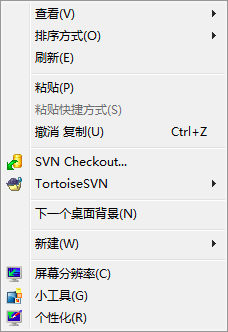 查看(V)
排序方式(O)
刷新(E)
粘贴(P)
粘贴快捷方式(S)
撤消 复制(U) Ctrl+Z
SVN Checkout...
TortoiseSVN
下一个桌面背景(N)
新建(W)
屏幕分辨率(C)
小工具(G)
个性化(R)